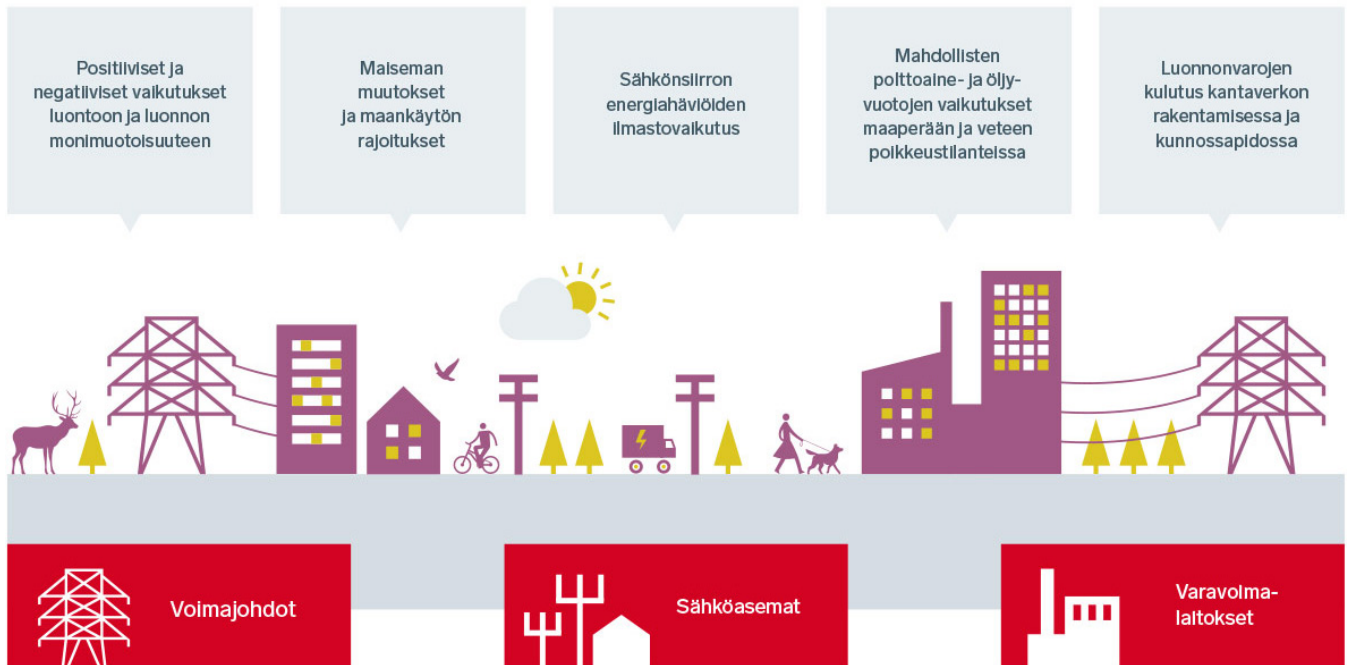 Positiiviset ja
negatiiviset vaikutukset
luontoon ja luonnon
monimuotoisuuteen
Maiseman
muutokset
ja maankäytön
rajoitukset
Sähkönsiirron
energiahäviöiden
ilmastovaikutus
Mahdollisten
polttoaine- ja öljy-
vuotojen vaikutukset
maaperään ja veteen
poikkeustilanteissa
Luonnonvarojen
kulutus kantaverkon
rakentamisessa ja
kunnossapidossa
Voimajohdot
Sähköasemat
Varavoima-
laitokset